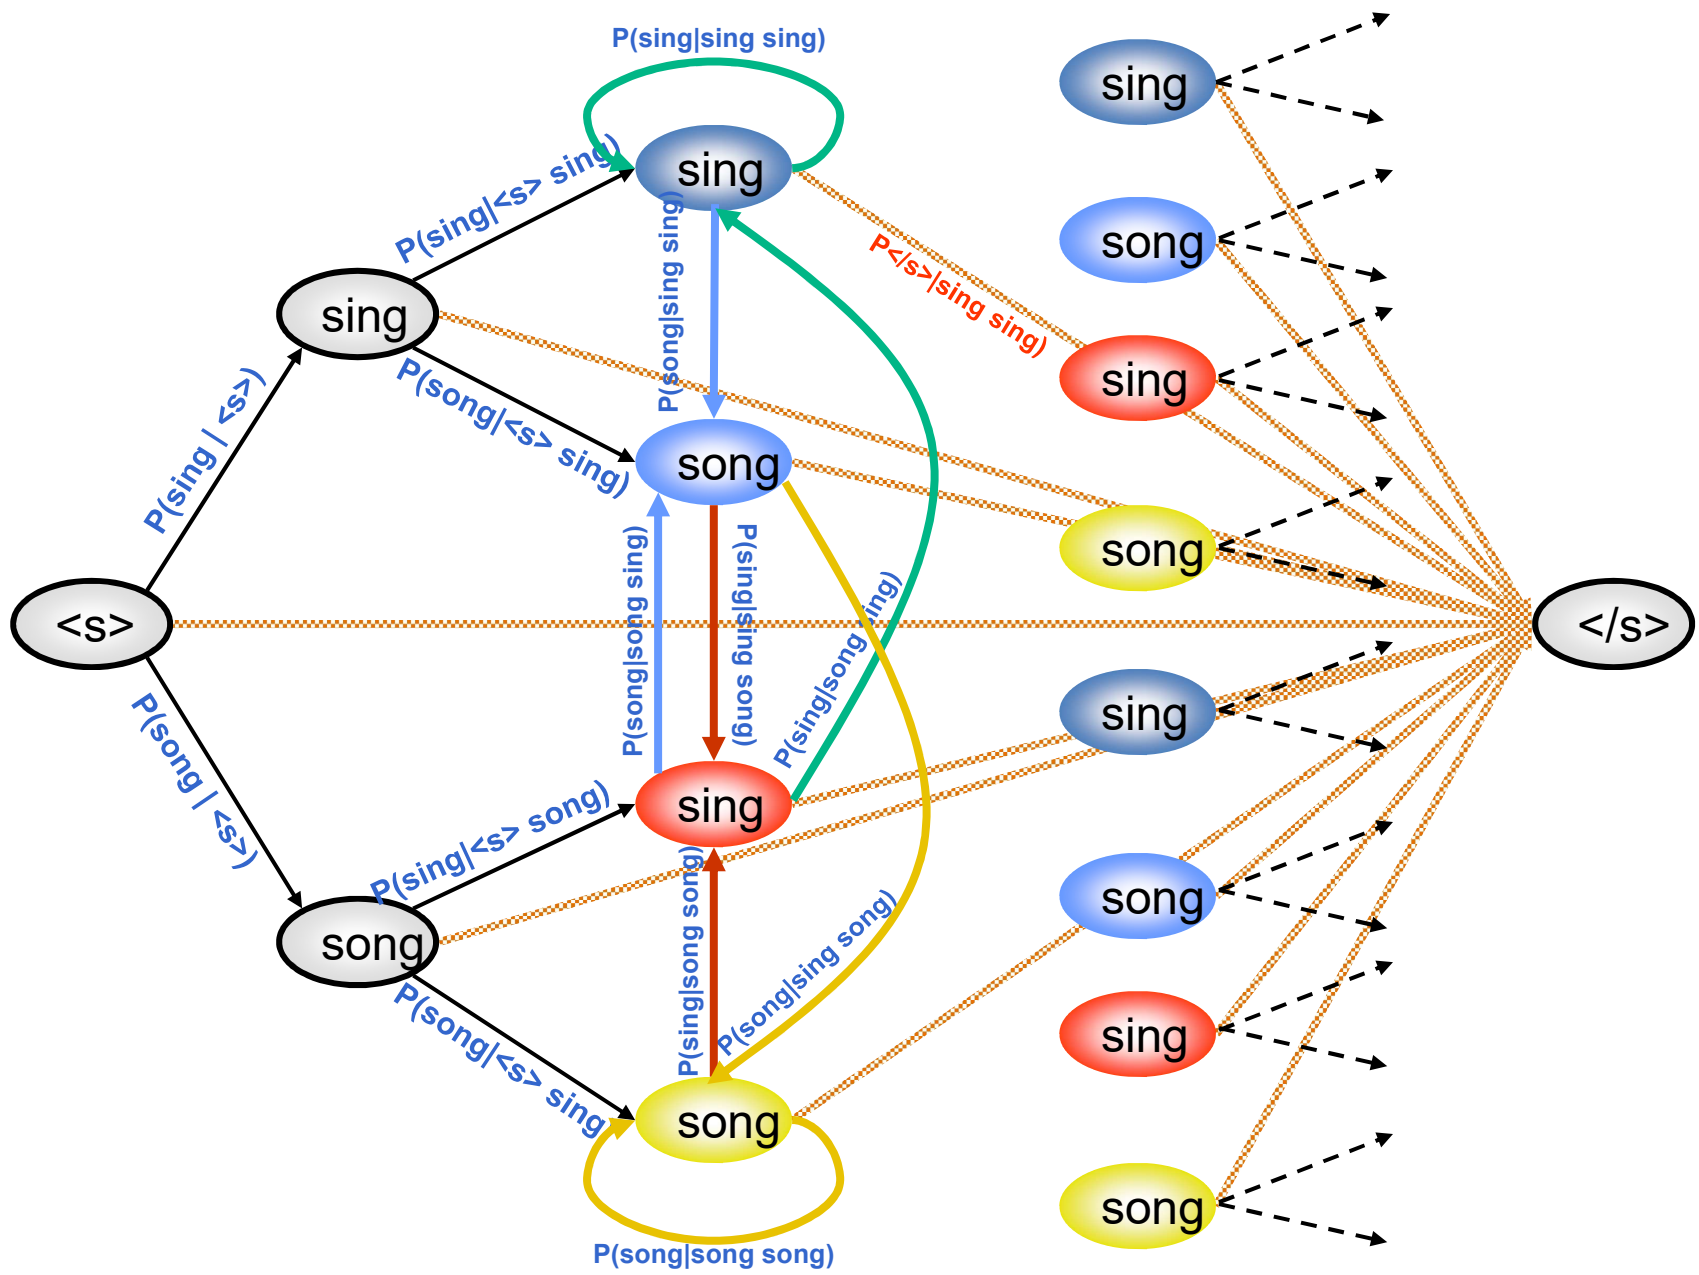 P(sing|sing sing)
sing
sing
P(sing|<s> sing)
P(song|sing sing)
song
P</s>|sing sing)
sing
sing
P(song|<s> sing)
P(sing | <s>)
song
song
P(song|song sing)
P(sing|sing song)
P(sing|song sing)
<s>
</s>
P(song | <s>)
sing
sing
P(sing|<s> song)
song
song
P(sing|song song)
P(song|sing song)
P(song|<s> sing
sing
song
song
P(song|song song)